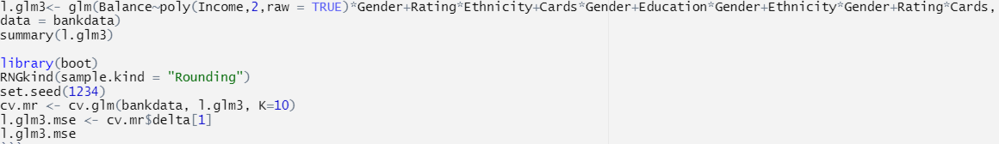 l.glm3<- glm(Balance~poly(Income,2,raw = TRUE)*Gender+Rating*Ethnicity+Cards*Gender+Education*Gender+Ethnicity*Gender+Rating*Cards,
data = bankdata)
summary(l.glm3)
library(boot)
RNGkind(sample.kind = "Rounding")
set.seed(1234)
cv.mr <- cv.glm(bankdata, l.glm3, K=10)
l.glm3.mse <- cv.mr$delta[1]
l.glm3.mse